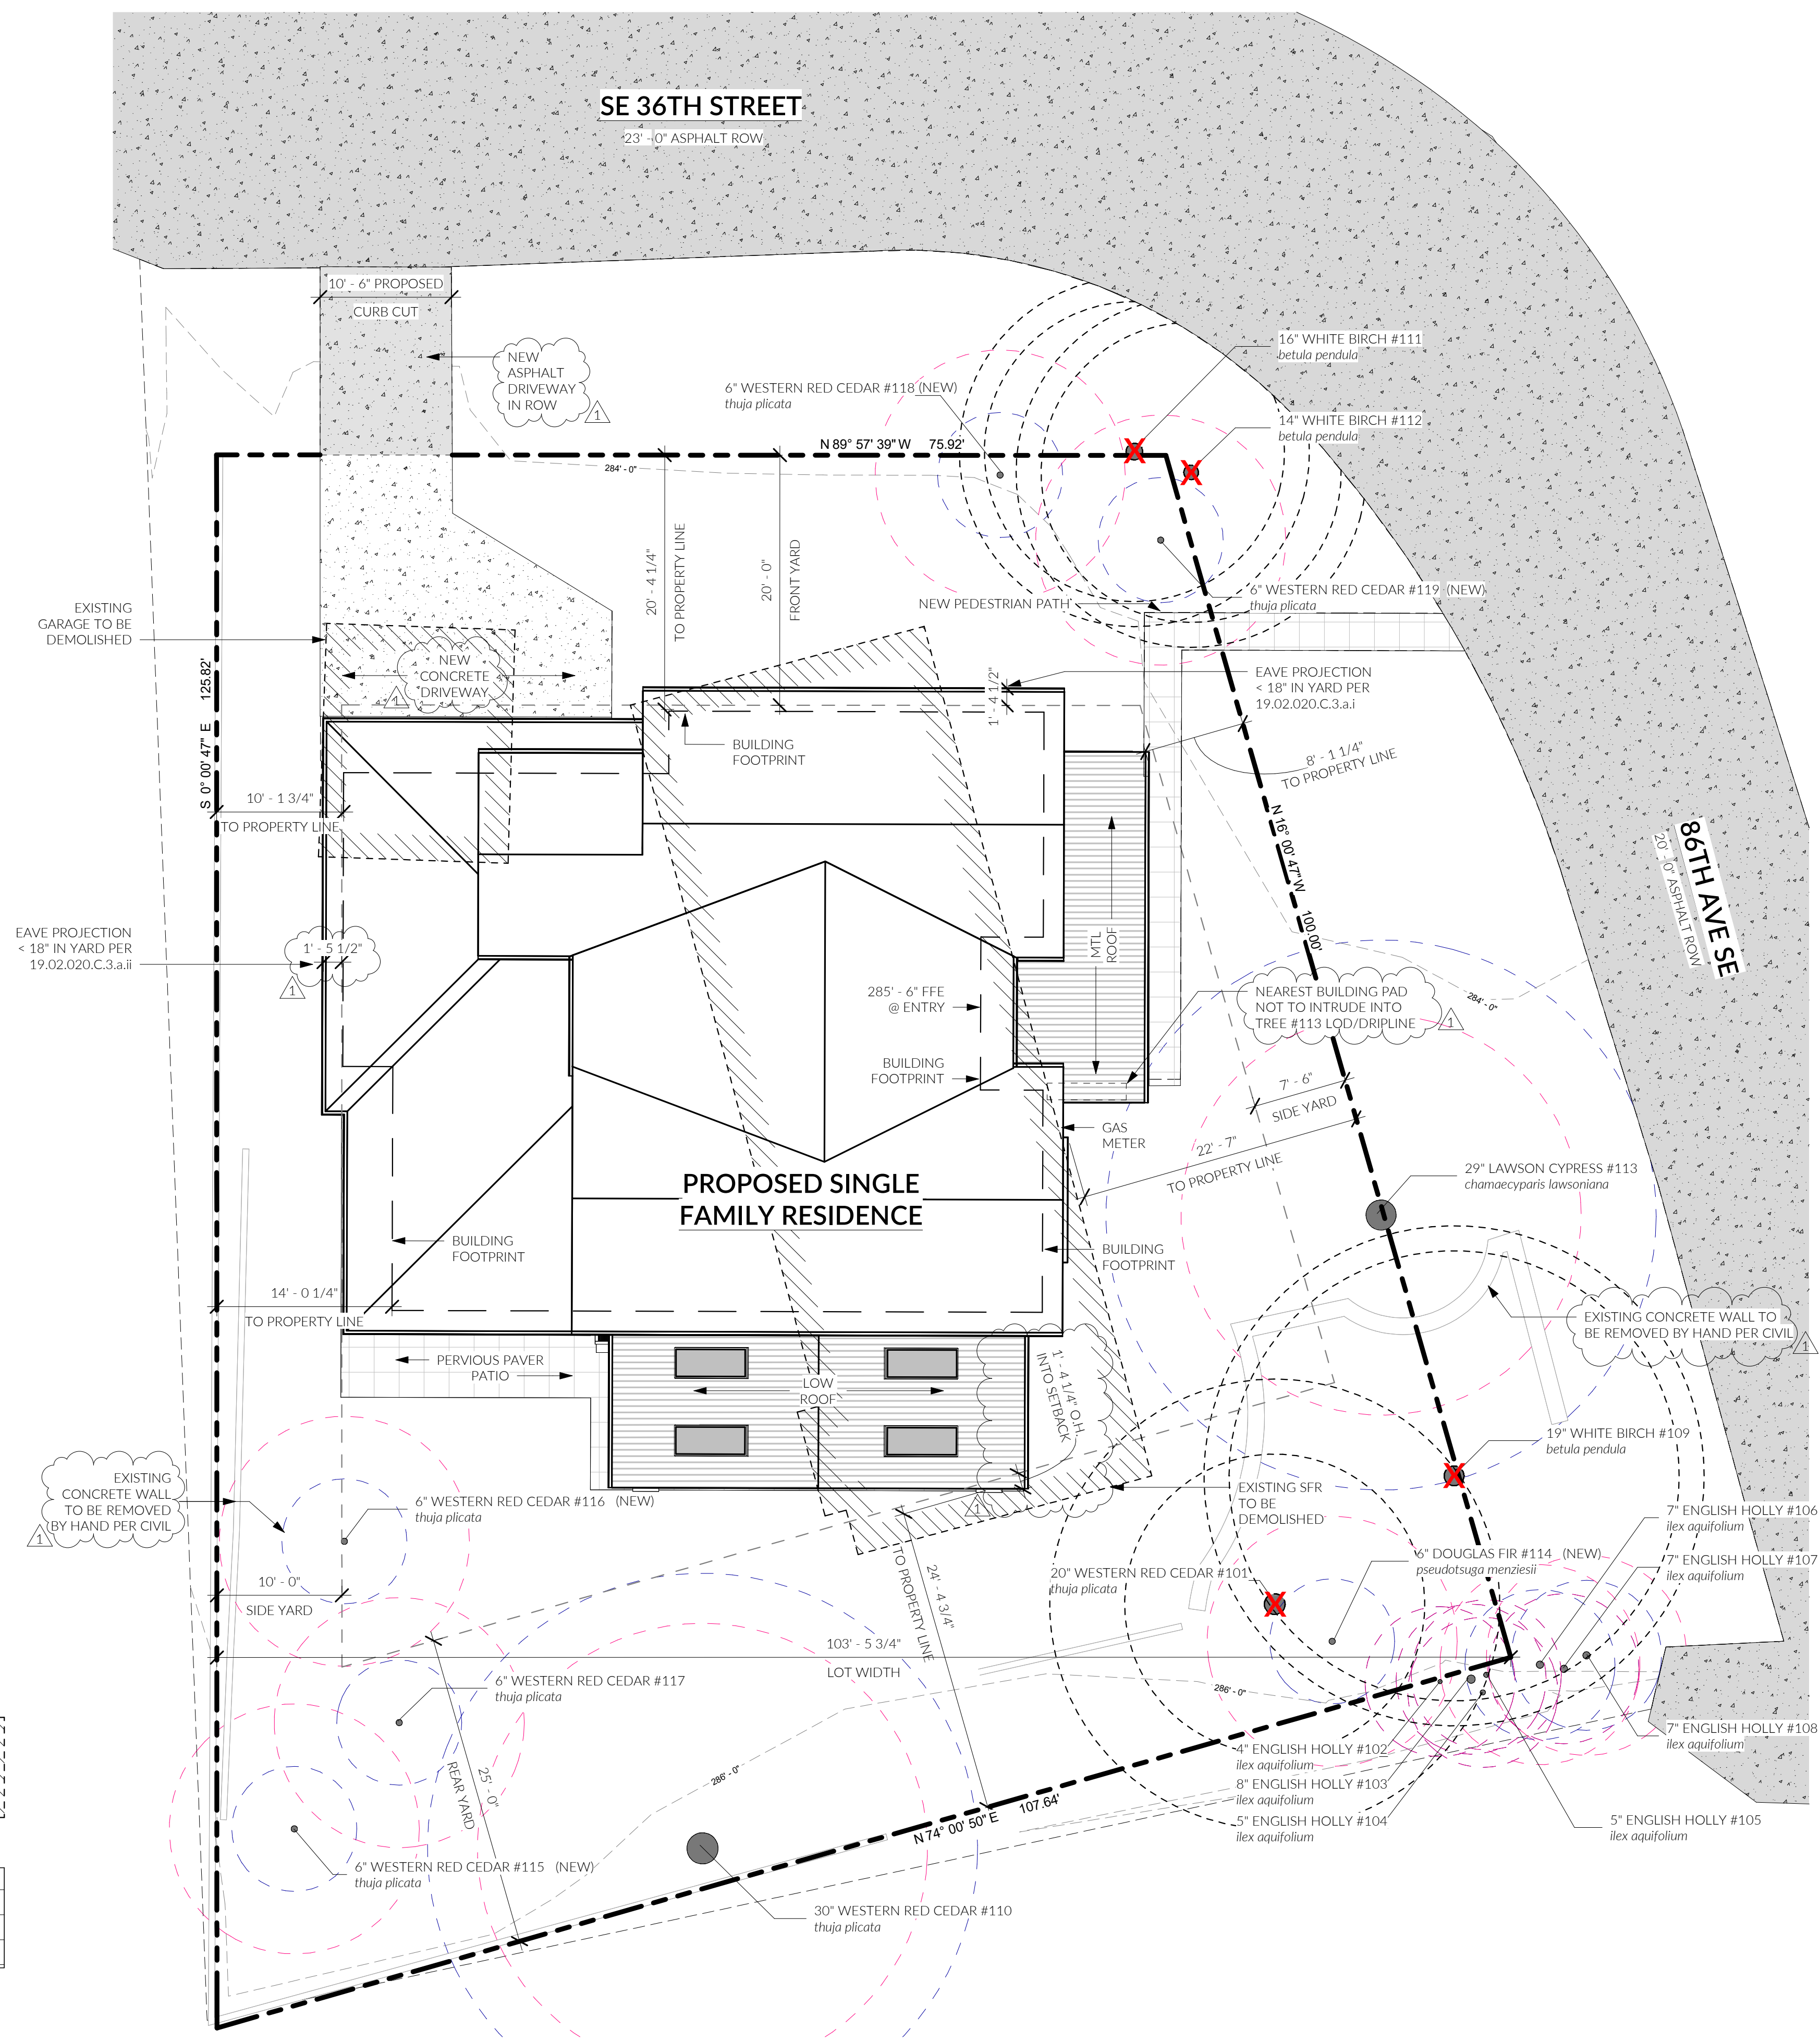 SE 36TH STREET
23' - 0" ASPHALT ROW
10' - 6" PROPOSED
CURB CUT
NEW
ASPHALT
DRIVEWAY
IN ROW
1
16" WHITE BIRCH #111
betula pendula
6" WESTERN RED CEDAR #118 (NEW)
thuja plicata
14" WHITE BIRCH #112
betula pendula
N 89° 57' 39" W 75.92'
284' - 0"
20' - 4 1/4"
TO PROPERTY LINE
20' - 0"
FRONT YARD
6" WESTERN RED CEDAR #119 (NEW)
thuja plicata
NEW PEDESTRIAN PATH
EXISTING
GARAGE TO BE
DEMOLISHED
NEW
CONCRETE
DRIVEWAY
1
S 0° 00' 47" E 125.82'
EAVE PROJECTION
< 18" IN YARD PER
19.02.020.C.3.a.i
1' - 4 1/2"
BUILDING
FOOTPRINT
8' - 1 1/4"
TO PROPERTY LINE
10' - 1 3/4"
TO PROPERTY LINE
N 16° 00' 47" W 100.00'
86TH AVE SE
20' - 0" ASPHALT ROW
EAVE PROJECTION
< 18" IN YARD PER
19.02.020.C.3.a.ii
1' - 5 1/2"
1
MTL
ROOF
285' - 6" FFE
@ ENTRY
NEAREST BUILDING PAD
NOT TO INTRUDE INTO
TREE #113 LOD/DRIPLINE
1
284' - 0"
BUILDING
FOOTPRINT
7' - 6"
SIDE YARD
GAS
METER
22' - 7"
TO PROPERTY LINE
29" LAWSON CYPRESS #113
chamaecyparis lawsoniana
PROPOSED SINGLE
FAMILY RESIDENCE
BUILDING
FOOTPRINT
BUILDING
FOOTPRINT
14' - 0 1/4"
TO PROPERTY LINE
EXISTING CONCRETE WALL TO
BE REMOVED BY HAND PER CIVIL
1
PERVIOUS PAVER
PATIO
LOW
ROOF
1' - 4 1/4" O.H.
INTO SETBACK
1
19" WHITE BIRCH #109
betula pendula
EXISTING
CONCRETE WALL
TO BE REMOVED
BY HAND PER CIVIL
1
6" WESTERN RED CEDAR #116 (NEW)
thuja plicata
EXISTING SFR
TO BE
DEMOLISHED
7" ENGLISH HOLLY #106
ilex aquifolium
6" DOUGLAS FIR #114 (NEW)
pseudotsuga menziesii
7" ENGLISH HOLLY #107
ilex aquifolium
20" WESTERN RED CEDAR #101
thuja plicata
10' - 0"
SIDE YARD
24' - 4 3/4"
TO PROPERTY LINE
103' - 5 3/4"
LOT WIDTH
6" WESTERN RED CEDAR #117
thuja plicata
286' - 0"
7" ENGLISH HOLLY #108
ilex aquifolium
4" ENGLISH HOLLY #102
ilex aquifolium
8" ENGLISH HOLLY #103
ilex aquifolium
5" ENGLISH HOLLY #104
ilex aquifolium
5" ENGLISH HOLLY #105
ilex aquifolium
25' - 0"
REAR YARD
286' - 0"
N 74° 00' 50" E 107.64'
6" WESTERN RED CEDAR #115 (NEW)
thuja plicata
30" WESTERN RED CEDAR #110
thuja plicata